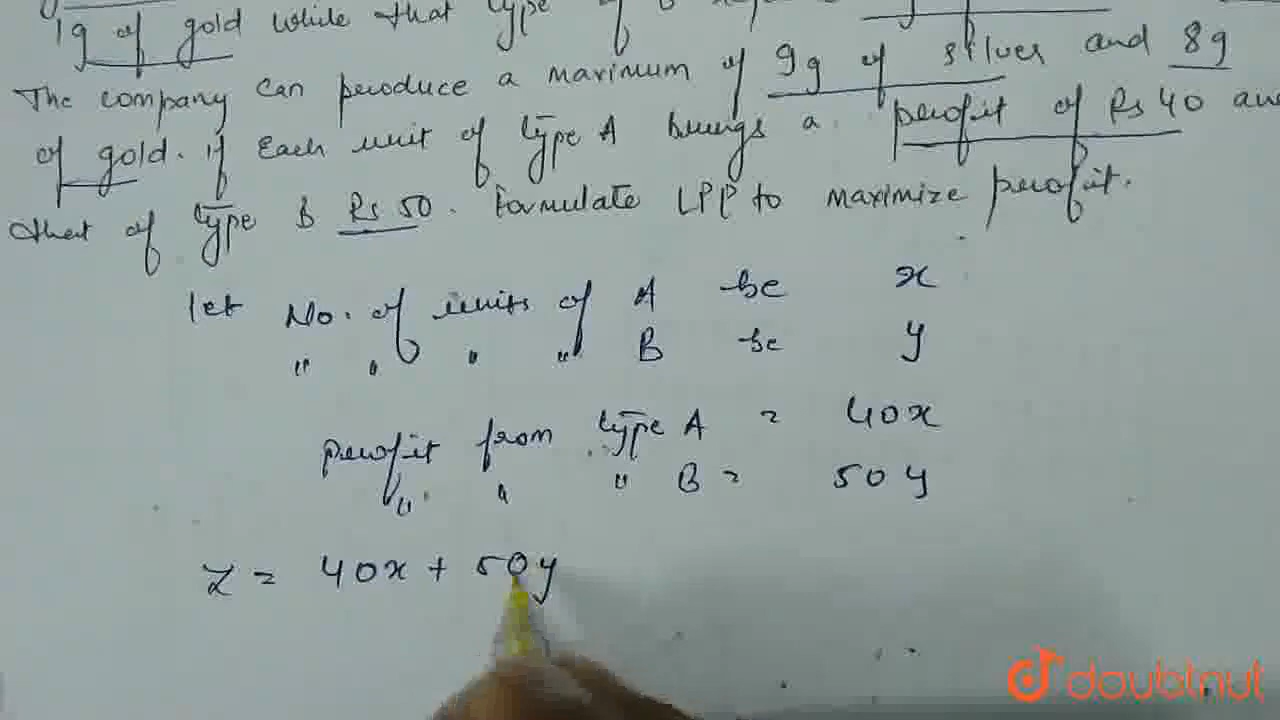 1g of gold while that type of B
The company can produce a maximum of 9g of silver and 8g
of gold. If Each unit of type A brings a profit of Rs 40 and
that of type B Rs 50. Formulate LPP to maximize profit.
let No. of units of A be x
" " " " B be y
profit from type A = 40x
" " " B = 50y
Z = 40x + 50y
doubtnut